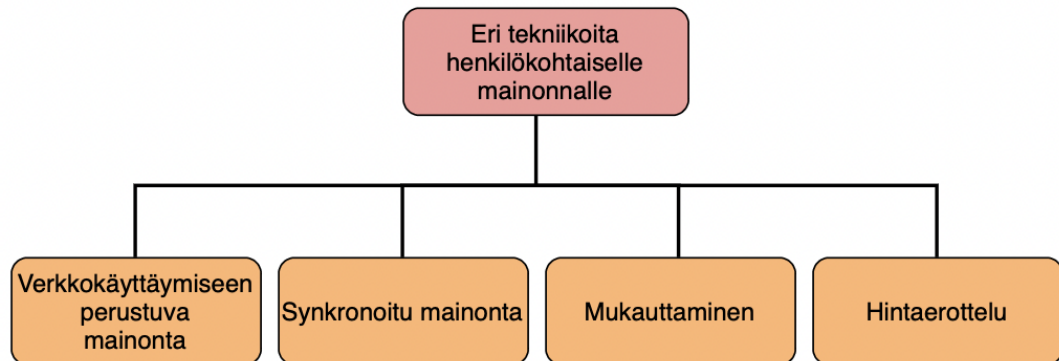 Eri tekniikoita
henkilökohtaiselle
mainonnalle
Verkkokäyttäymiseen
perustuva
mainonta
Synkronoitu mainonta
Mukauttaminen
Hintaerottelu